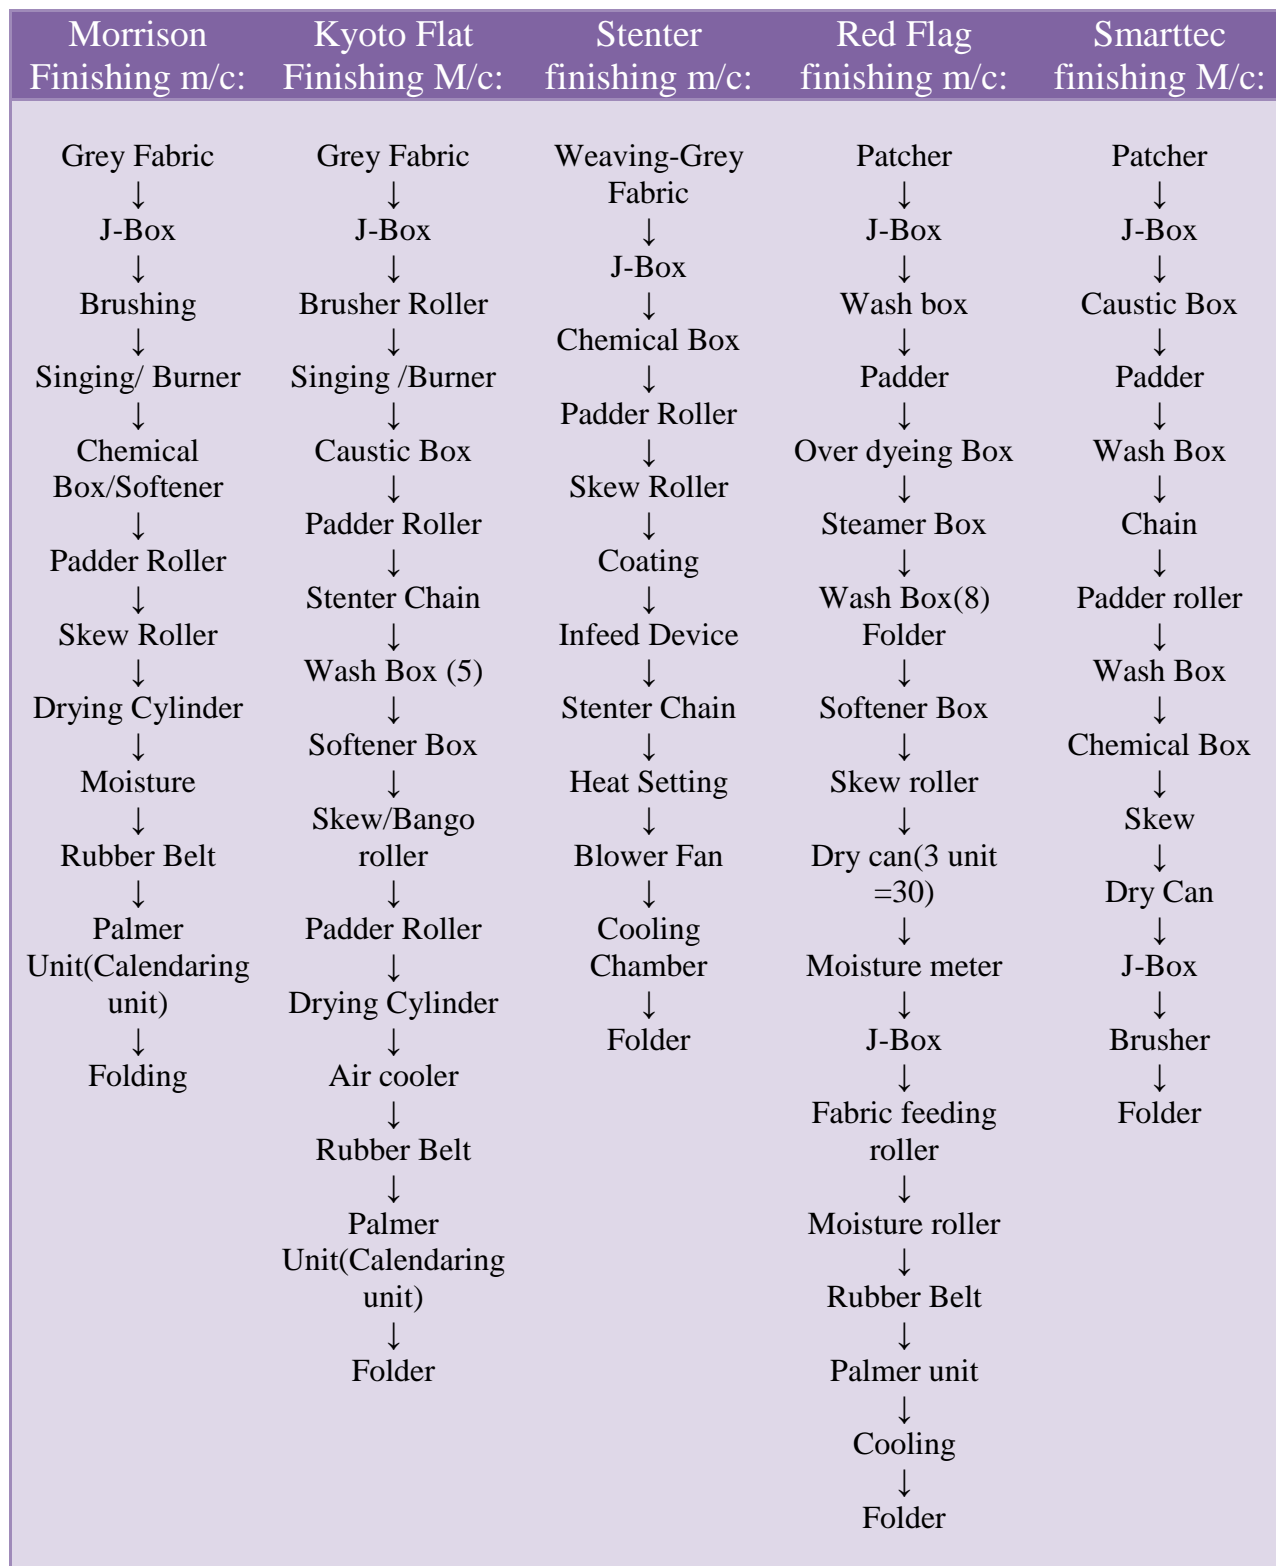 Morrison
Finishing m/c:
Grey Fabric
↓
J-Box
↓
Brushing
↓
Singing/ Burner
↓
Chemical
Box/Softener
↓
Padder Roller
↓
Skew Roller
↓
Drying Cylinder
↓
Moisture
↓
Rubber Belt
↓
Palmer
Unit(Calendaring
unit)
↓
Folding
Kyoto Flat
Finishing M/c:
Grey Fabric
↓
J-Box
↓
Brusher Roller
↓
Singing /Burner
↓
Caustic Box
↓
Padder Roller
↓
Stenter Chain
↓
Wash Box (5)
↓
Softener Box
↓
Skew/Bango
roller
↓
Padder Roller
↓
Drying Cylinder
↓
Air cooler
↓
Rubber Belt
↓
Palmer
Unit(Calendaring
unit)
↓
Folder
Stenter
finishing m/c:
Weaving-Grey
Fabric
↓
J-Box
↓
Chemical Box
↓
Padder Roller
↓
Skew Roller
↓
Coating
↓
Infeed Device
↓
Stenter Chain
↓
Heat Setting
↓
Blower Fan
↓
Cooling
Chamber
↓
Folder
Red Flag
finishing m/c:
Patcher
↓
J-Box
↓
Wash box
↓
Padder
↓
Over dyeing Box
↓
Steamer Box
↓
Wash Box(8)
Folder
↓
Softener Box
↓
Skew roller
↓
Dry can(3 unit
=30)
↓
Moisture meter
↓
J-Box
↓
Fabric feeding
roller
↓
Moisture roller
↓
Rubber Belt
↓
Palmer unit
↓
Cooling
↓
Folder
Smarttec
finishing M/c:
Patcher
↓
J-Box
↓
Caustic Box
↓
Padder
↓
Wash Box
↓
Chain
↓
Padder roller
↓
Wash Box
↓
Chemical Box
↓
Skew
↓
Dry Can
↓
J-Box
↓
Brusher
↓
Folder